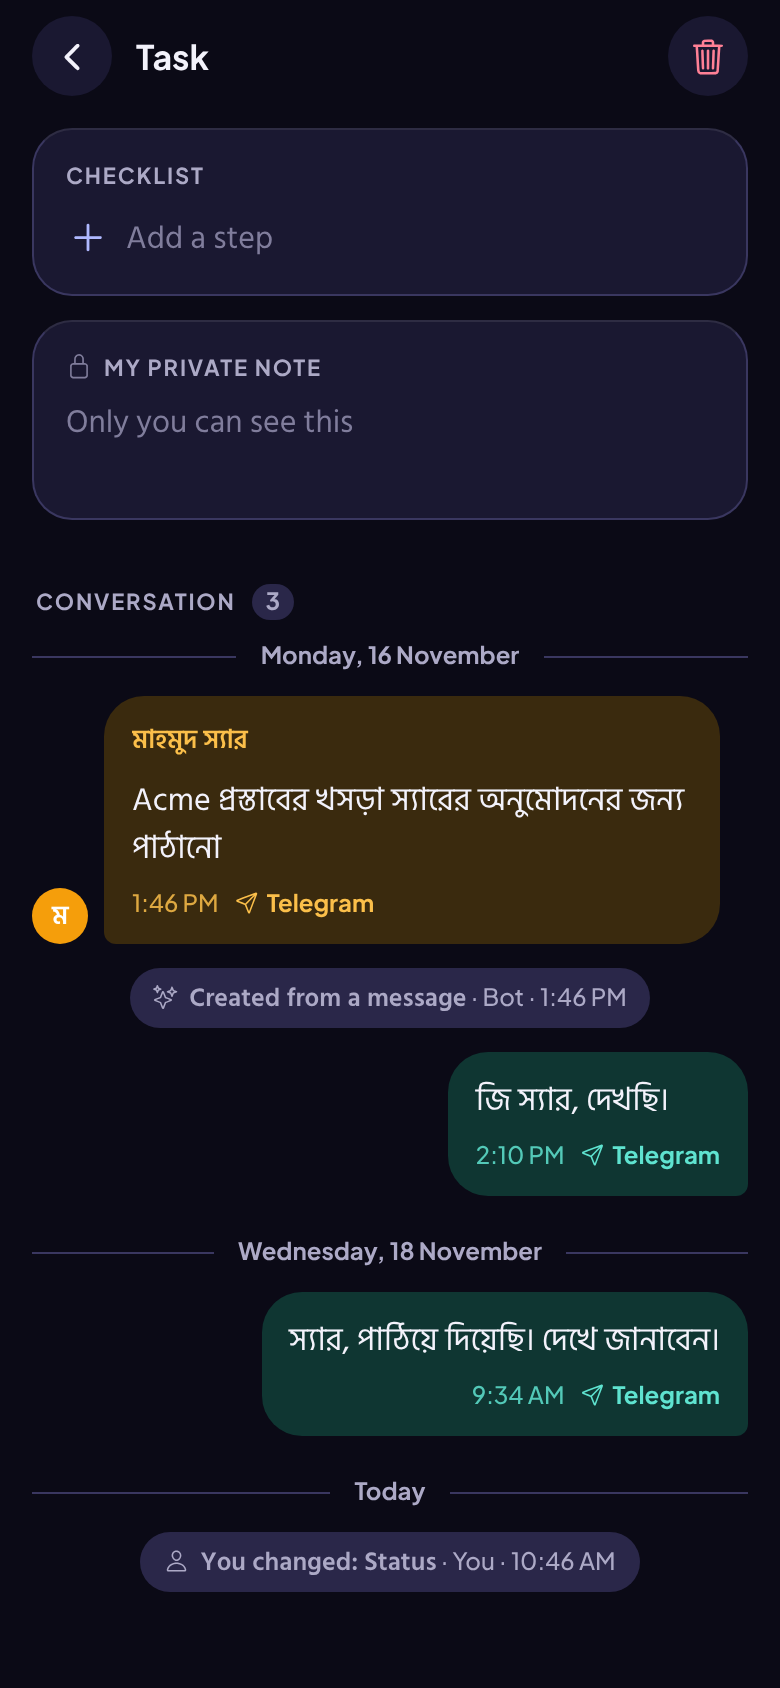 Task
CHECKLIST
Add a step
MY PRIVATE NOTE
Only you can see this
CONVERSATION 3
Monday, 16 November
মাহমুদ স্যার
Acme প্রস্তাবের খসড়া স্যারের অনুমোদনের জন্য
পাঠানো
1:46 PM Telegram
ম
Created from a message · Bot · 1:46 PM
জি স্যার, দেখছি।
2:10 PM Telegram
Wednesday, 18 November
স্যার, পাঠিয়ে দিয়েছি। দেখে জানাবেন।
9:34 AM Telegram
Today
You changed: Status · You · 10:46 AM